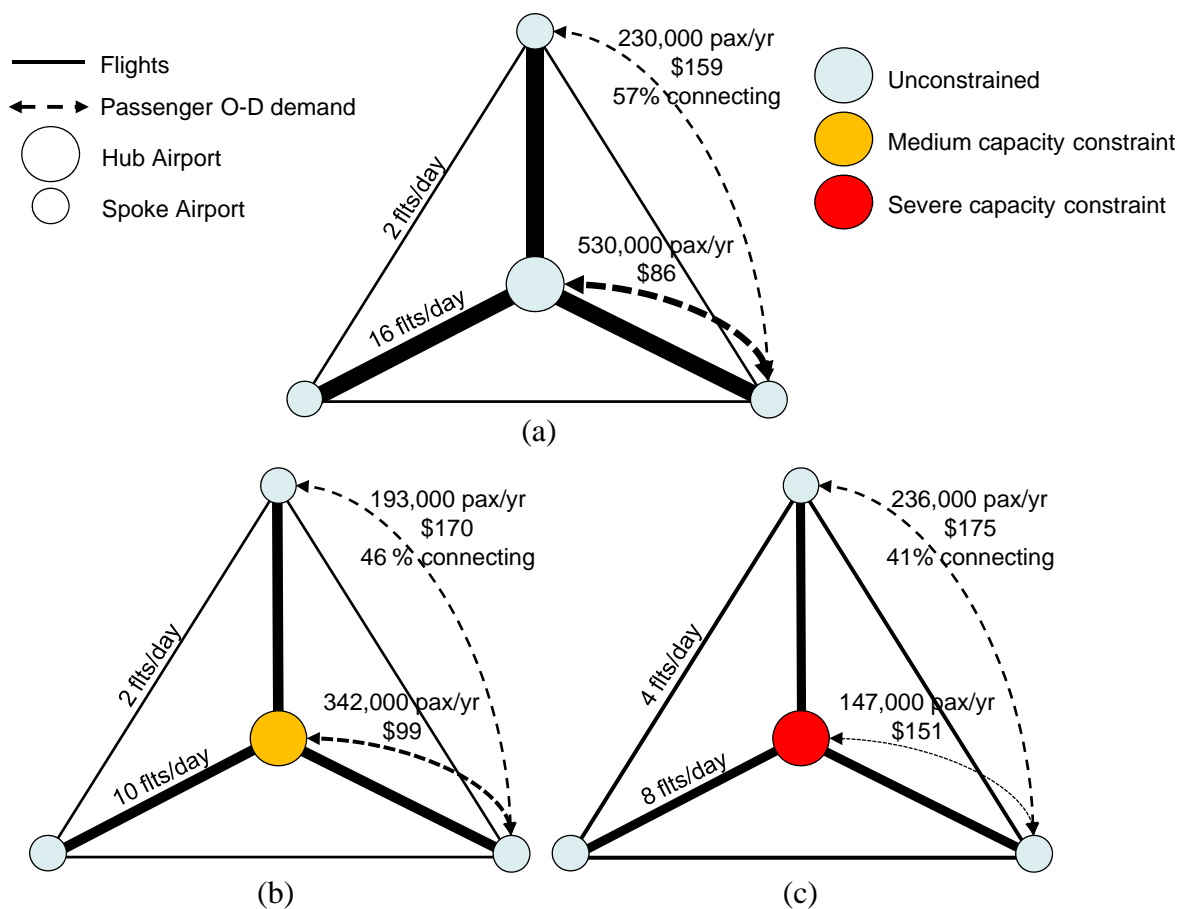 Flights
Passenger O-D demand
Hub Airport
Spoke Airport
230,000 pax/yr
$159
57% connecting
Unconstrained
Medium capacity constraint
Severe capacity constraint
2 flts/day
530,000 pax/yr
$86
16 flts/day
(a)
193,000 pax/yr
$170
46 % connecting
2 flts/day
342,000 pax/yr
$99
10 flts/day
(b)
236,000 pax/yr
$175
41% connecting
4 flts/day
147,000 pax/yr
$151
8 flts/day
(c)